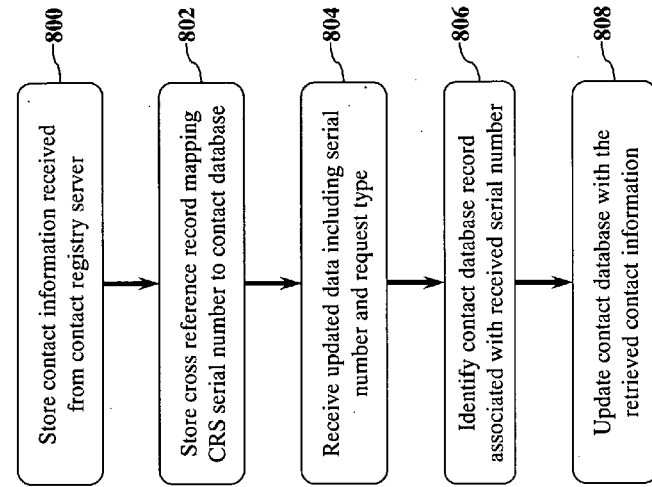 800
Store contact information received
from contact registry server
802
Store cross reference record mapping
CRS serial number to contact database
804
Receive updated data including serial
number and request type
806
Identify contact database record
associated with received serial number
808
Update contact database with the
retrieved contact information